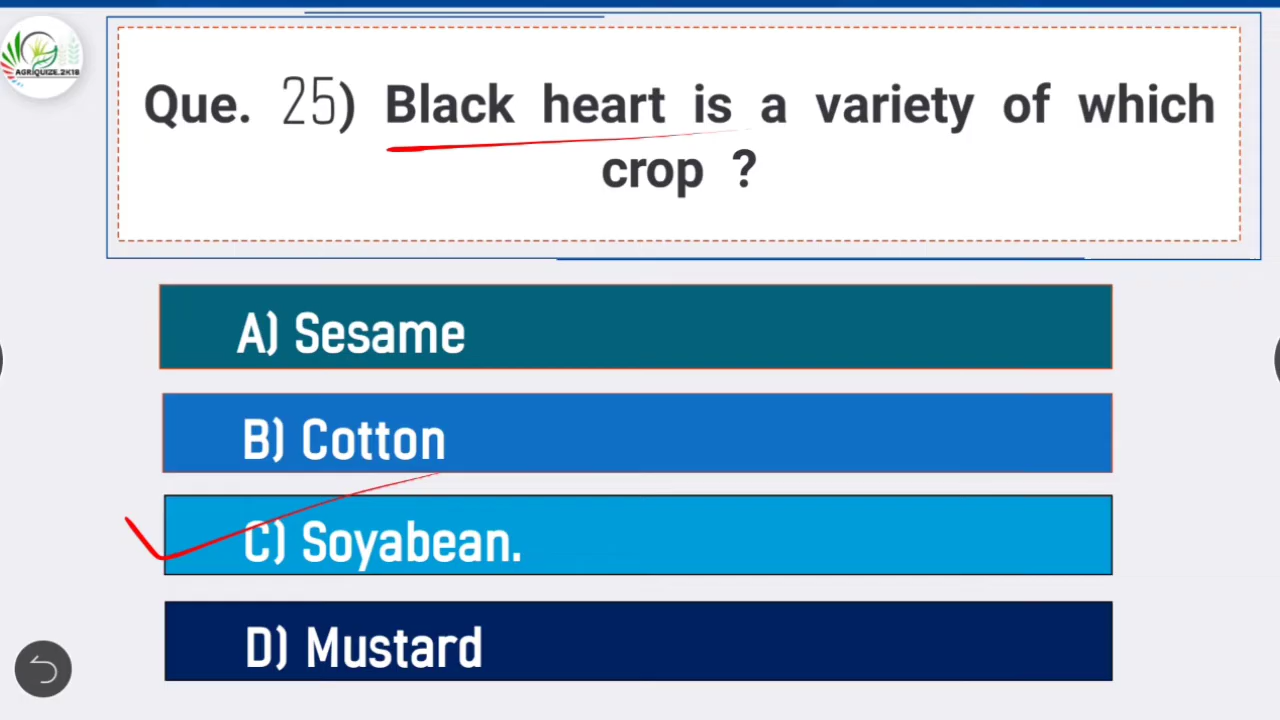 AGRIQUIZE.2K18
Que. 25) Black heart is a variety of which
crop ?
A) Sesame
B) Cotton
C) Soyabean.
D) Mustard